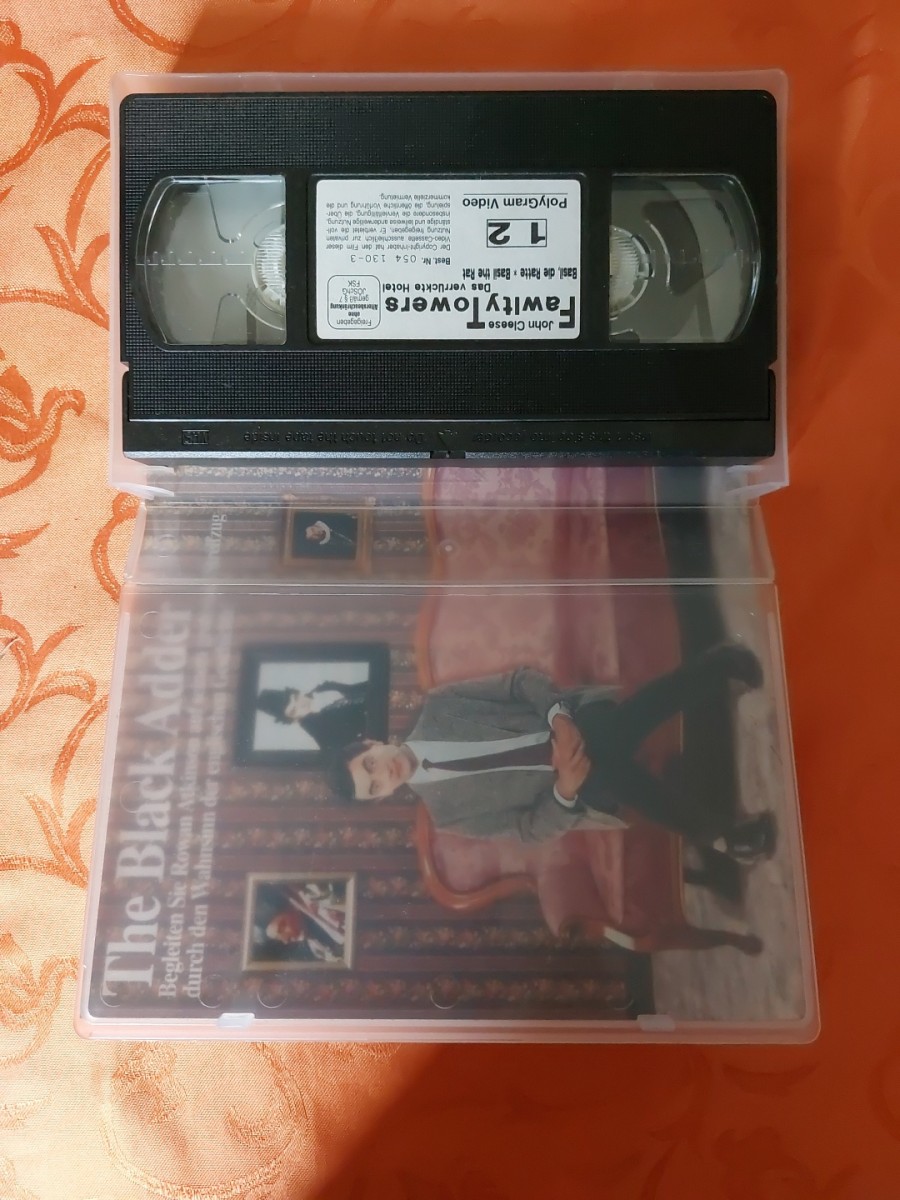 John Cleese
Fawlty Towers
Das verrückte Hotel
Basil, die Ratte · Basil the Rat
1 2
PolyGram Video
Freigegeben
ohne
Altersbeschränkung
gemäß § 7
JÖSchG
FSK
Best. Nr. 054 130-3
Der Copyright-Inhaber hat den Film dieser
Video-Cassette ausschließlich zur privaten
Nutzung freigegeben. Er verbietet die voll-
ständige und teilweise anderweitige Nutzung,
insbesondere die Vervielfältigung, die Über-
spielung, die öffentliche Vorführung und die
kommerzielle Vermietung.
Do not touch the tape inside
VHS
The Black Adder
Begleiten Sie Rowan Atkinson auf
durch den Wahnsinn der englischen